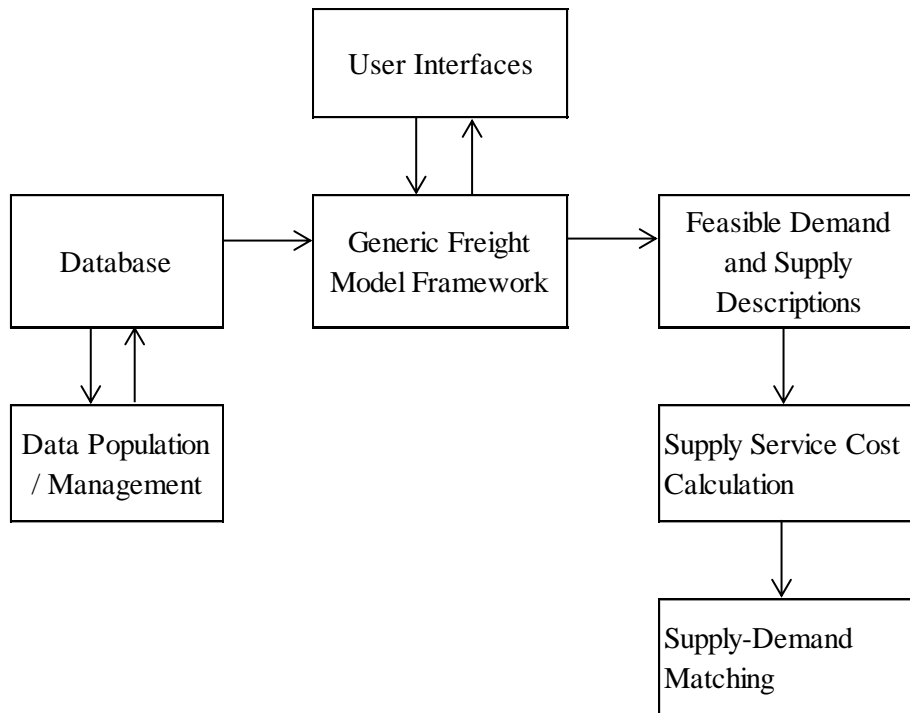 User Interfaces
Database
Generic Freight
Model Framework
Feasible Demand
and Supply
Descriptions
Data Population
/ Management
Supply Service Cost
Calculation
Supply-Demand
Matching